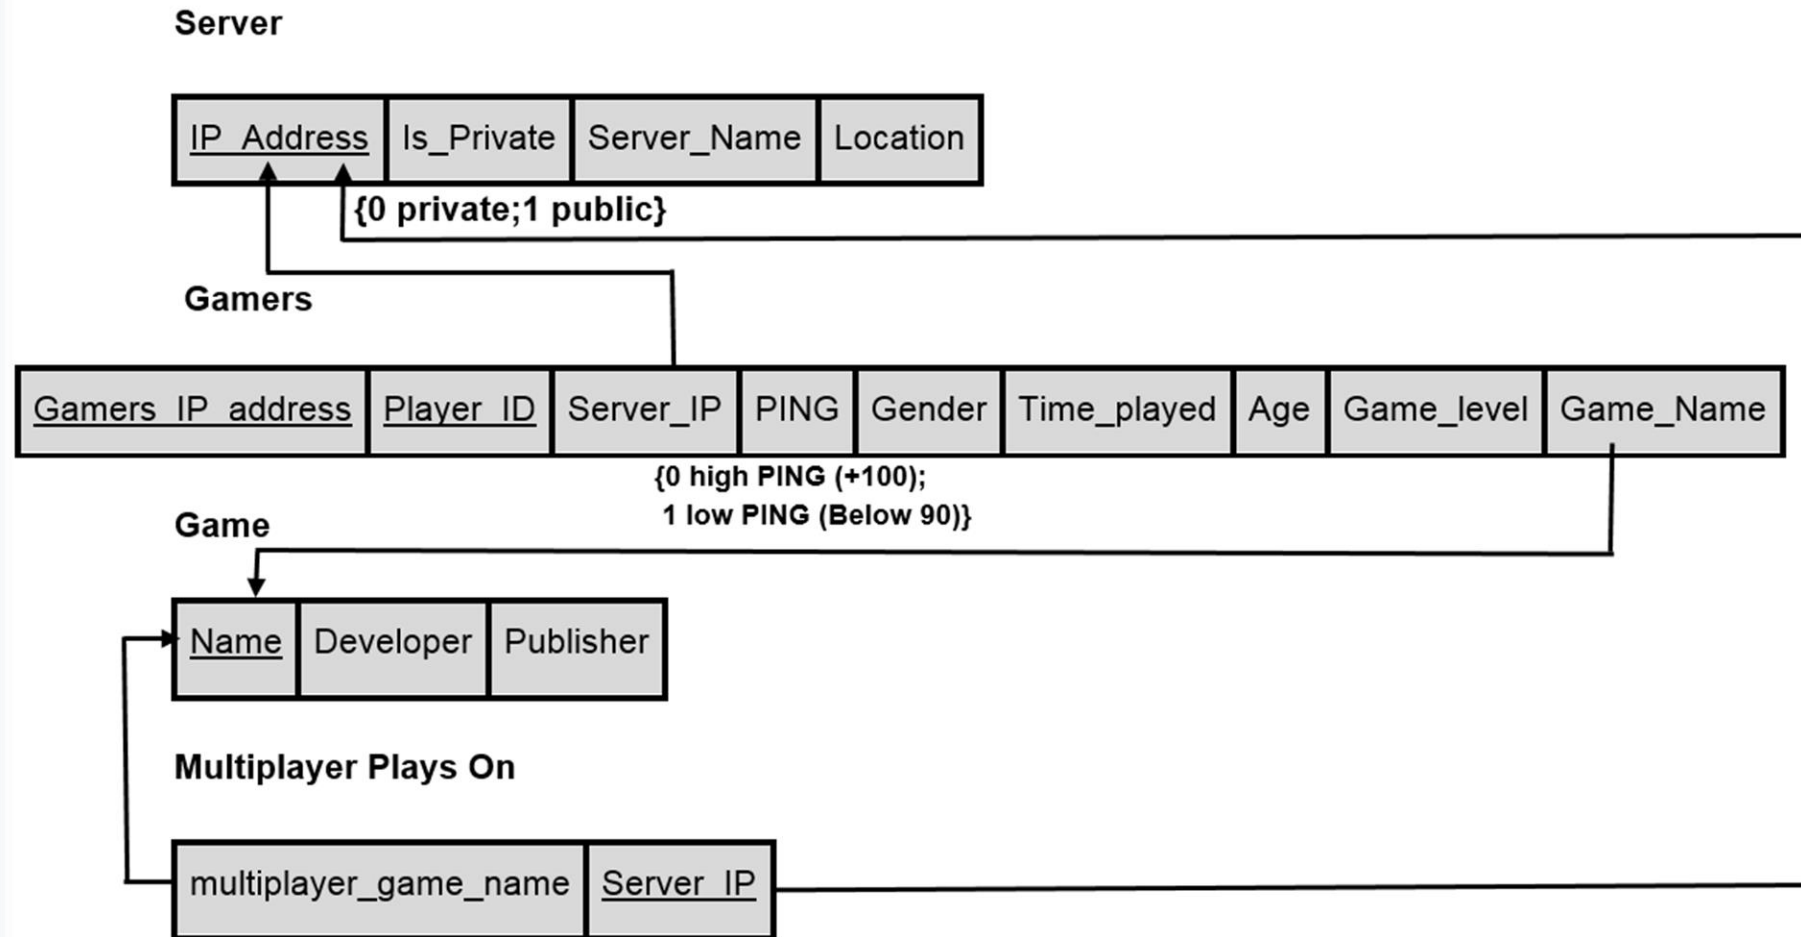 Server
IP_Address Is_Private Server_Name Location
{0 private;1 public}
Gamers
Gamers_IP_address Player_ID Server_IP PING Gender Time_played Age Game_level Game_Name
{0 high PING (+100);
1 low PING (Below 90)}
Game
Name Developer Publisher
Multiplayer Plays On
multiplayer_game_name Server_IP